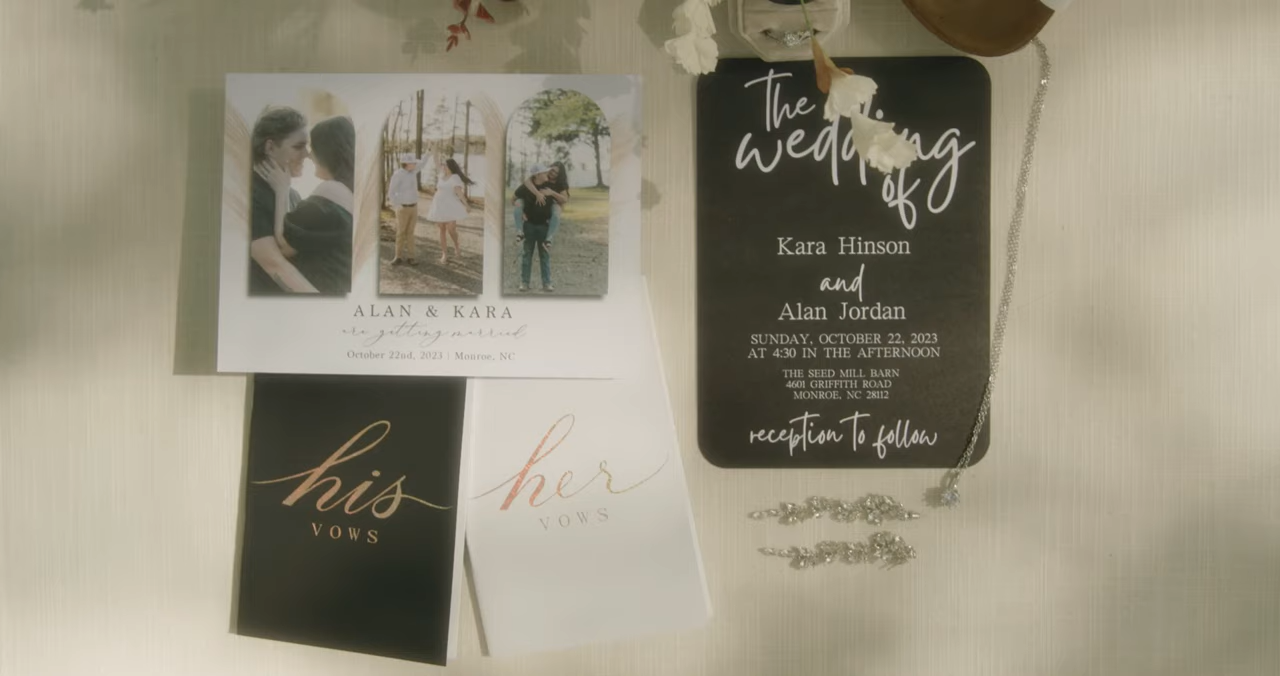 ALAN & KARA
are getting married
October 22nd, 2023 | Monroe, NC
his
VOWS
her
VOWS
The
wedding
of
Kara Hinson
and
Alan Jordan
SUNDAY, OCTOBER 22, 2023
AT 4:30 IN THE AFTERNOON
THE SEED MILL BARN
4601 GRIFFITH ROAD
MONROE, NC 28112
reception to follow